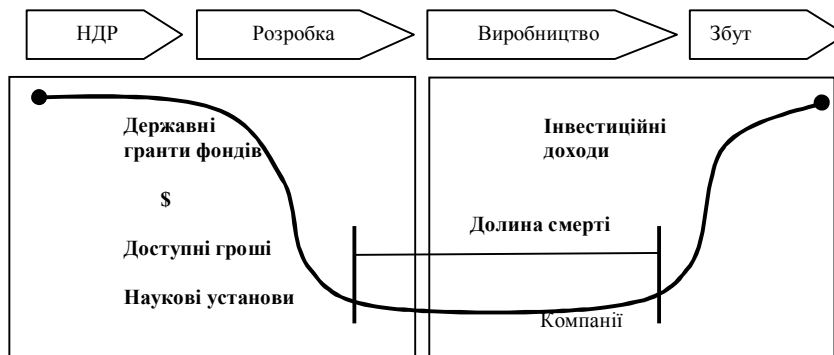 НДР
Розробка
Виробництво
Збут
Державні
гранти фондів
$
Доступні гроші
Наукові установи
Інвестиційні
доходи
Долина смерті
Компанії